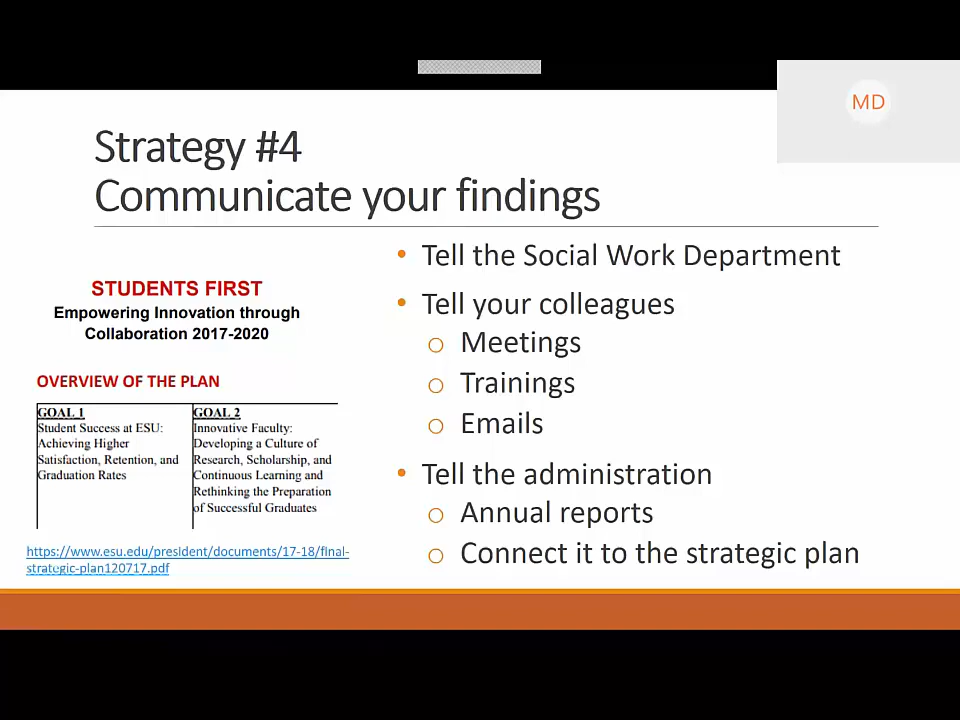 MD
Strategy #4
Communicate your findings
STUDENTS FIRST
Empowering Innovation through
Collaboration 2017-2020
OVERVIEW OF THE PLAN
GOAL 1
Student Success at ESU:
Achieving Higher
Satisfaction, Retention, and
Graduation Rates
GOAL 2
Innovative Faculty:
Developing a Culture of
Research, Scholarship, and
Continuous Learning and
Rethinking the Preparation
of Successful Graduates
https://www.esu.edu/president/documents/17-18/final-
strategic-plan120717.pdf
• Tell the Social Work Department
• Tell your colleagues
o Meetings
o Trainings
o Emails
• Tell the administration
o Annual reports
o Connect it to the strategic plan